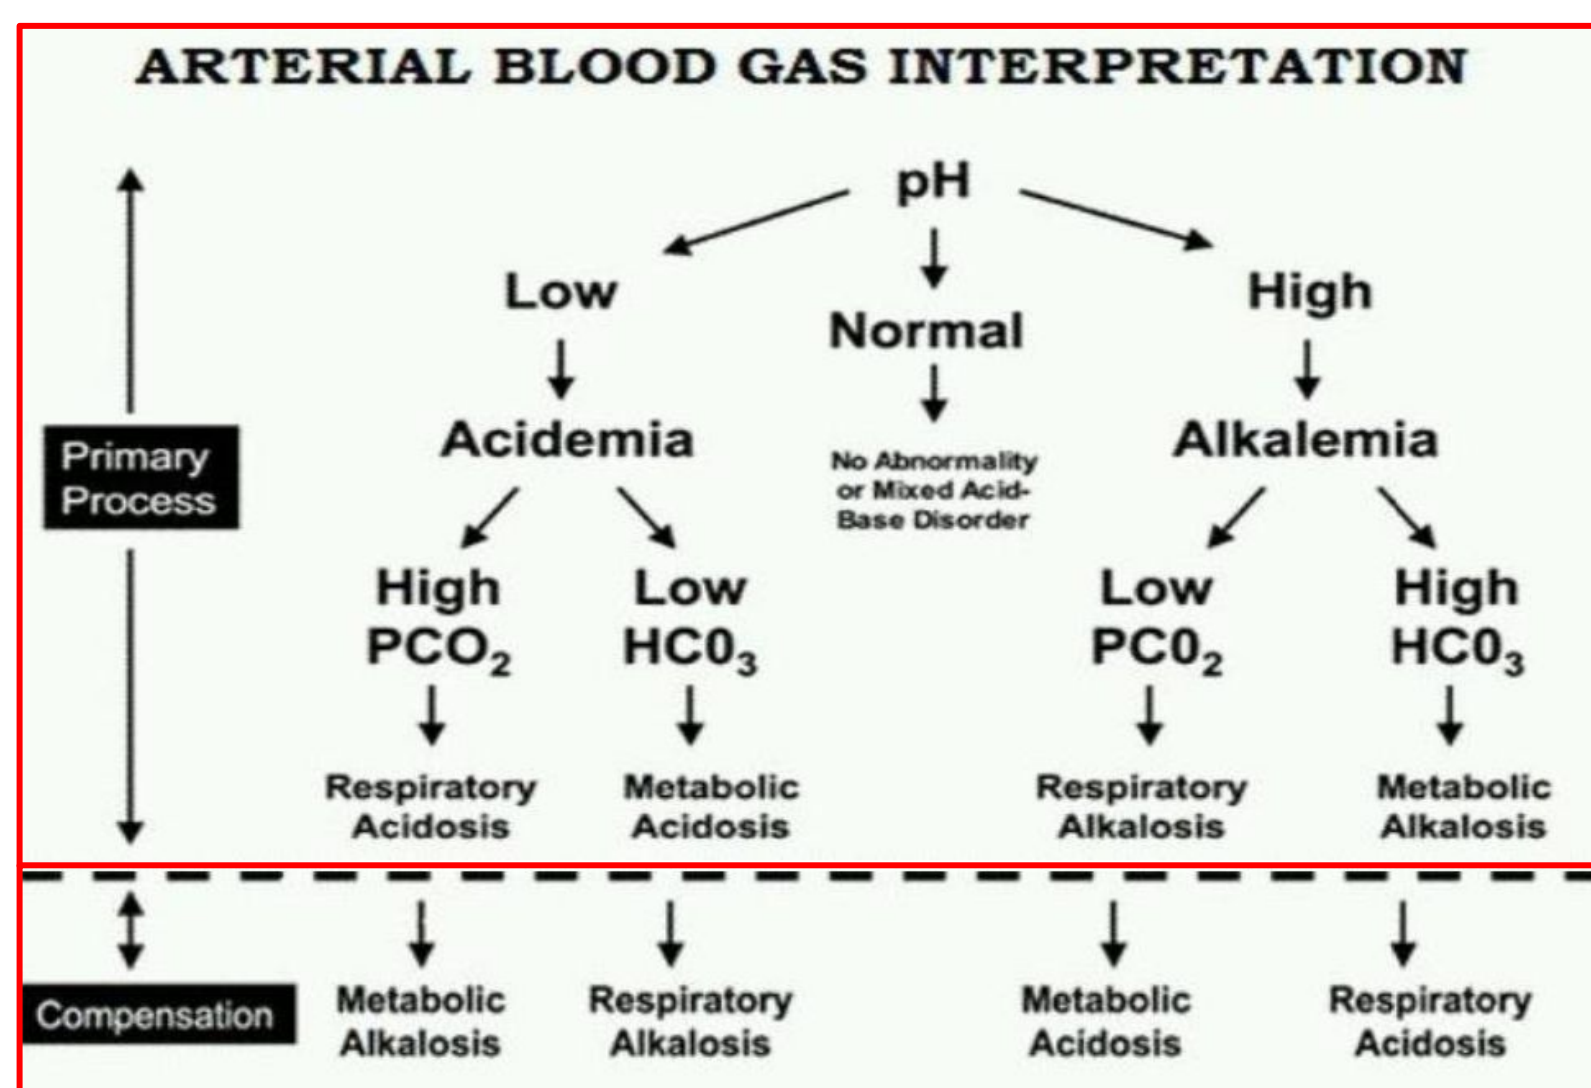 ARTERIAL BLOOD GAS INTERPRETATION
pH
Low
Normal
High
Acidemia
No Abnormality
or Mixed Acid-
Base Disorder
Alkalemia
Primary
Process
High
PCO₂
Low
HC0₃
Low
PC0₂
High
HC0₃
Respiratory
Acidosis
Metabolic
Acidosis
Respiratory
Alkalosis
Metabolic
Alkalosis
Compensation
Metabolic
Alkalosis
Respiratory
Alkalosis
Metabolic
Acidosis
Respiratory
Acidosis